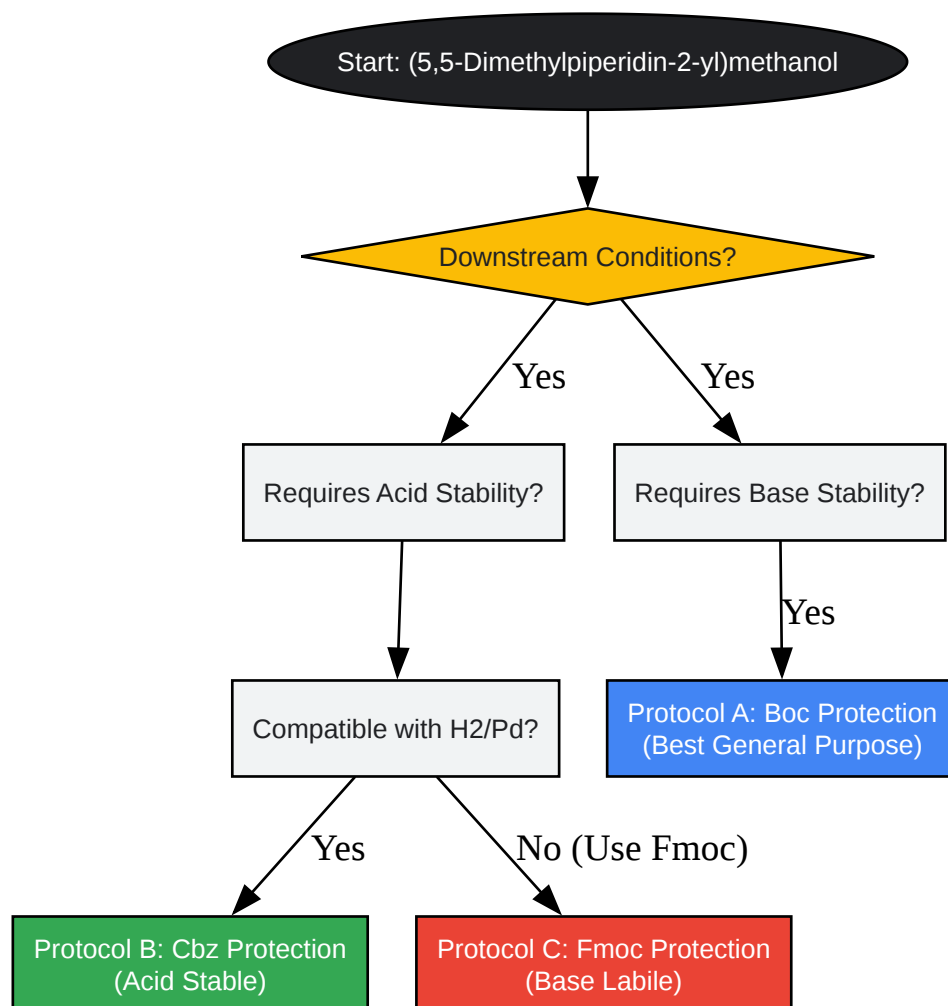 Start: (5,5-Dimethylpiperidin-2-yl)methanol
Downstream Conditions?
Yes
Yes
Requires Acid Stability?
Requires Base Stability?
Yes
Compatible with H2/Pd?
Protocol A: Boc Protection
(Best General Purpose)
Yes
No (Use Fmoc)
Protocol B: Cbz Protection
(Acid Stable)
Protocol C: Fmoc Protection
(Base Labile)